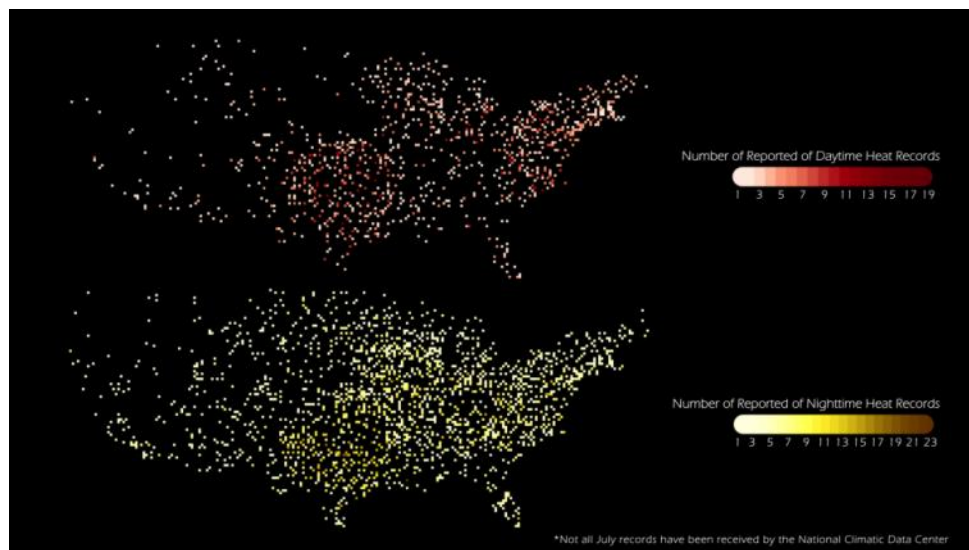 Number of Reported of Daytime Heat Records
1 3 5 7 9 11 13 15 17 19
Number of Reported of Nighttime Heat Records
1 3 5 7 9 11 13 15 17 19 21 23
*Not all July records have been received by the National Climatic Data Center